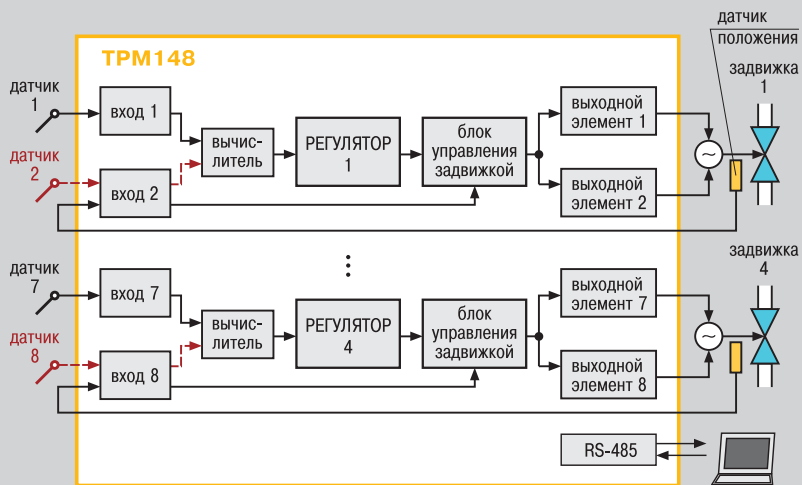 датчик
положения
ТРМ148
датчик
1
вход 1
вычис-
литель
РЕГУЛЯТОР
1
блок
управления
задвижкой
выходной
элемент 1
~
задвижка
1
датчик
2
вход 2
выходной
элемент 2
датчик
7
вход 7
вычис-
литель
РЕГУЛЯТОР
4
блок
управления
задвижкой
выходной
элемент 7
~
задвижка
4
датчик
8
вход 8
выходной
элемент 8
RS-485